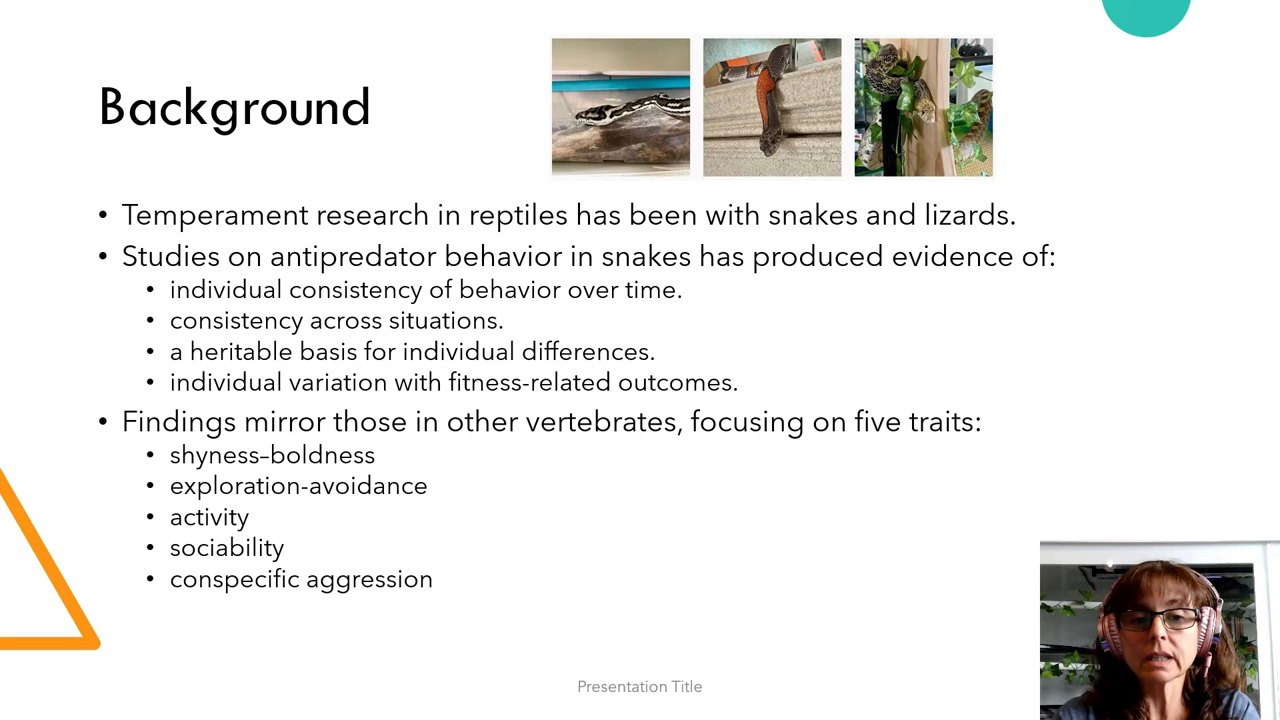 Background
• Temperament research in reptiles has been with snakes and lizards.
• Studies on antipredator behavior in snakes has produced evidence of:
• individual consistency of behavior over time.
• consistency across situations.
• a heritable basis for individual differences.
• individual variation with fitness-related outcomes.
• Findings mirror those in other vertebrates, focusing on five traits:
• shyness–boldness
• exploration-avoidance
• activity
• sociability
• conspecific aggression
Presentation Title